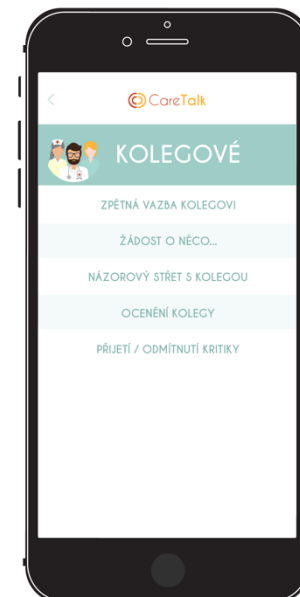 CareTalk
KOLEGOVÉ
ZPĚTNÁ VAZBA KOLEGOVI
ŽÁDOST O NĚCO...
NÁZOROVÝ STŘET S KOLEGOU
OCENĚNÍ KOLEGY
PŘIJETÍ / ODMÍTNUTÍ KRITIKY